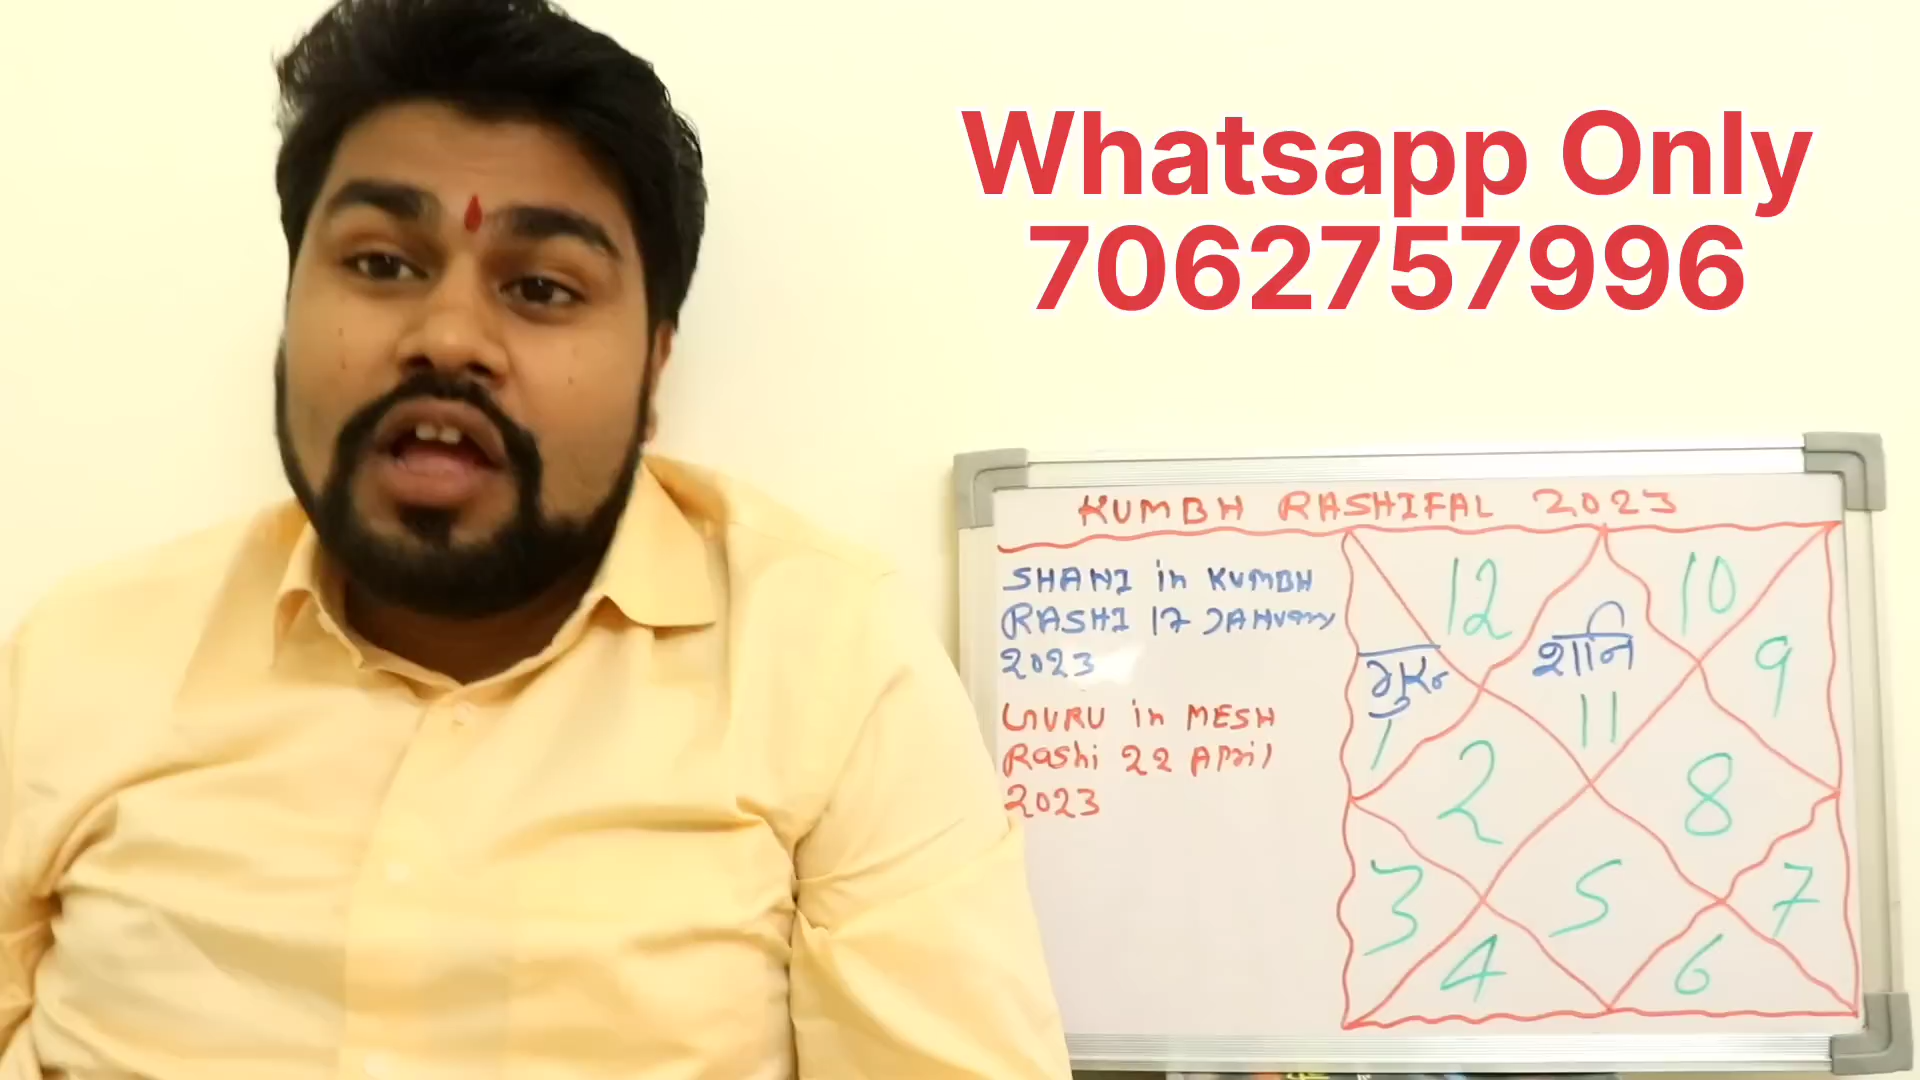 Whatsapp Only
7062757996
KUMBH RASHIFAL 2023
SHANI in KUMBH
RASHI 17 JANUARY
2023
GURU in MESH
Rashi 22 April
2023
12
10
शनि
9
गुरु
11
1
2
8
3
5
7
4
6